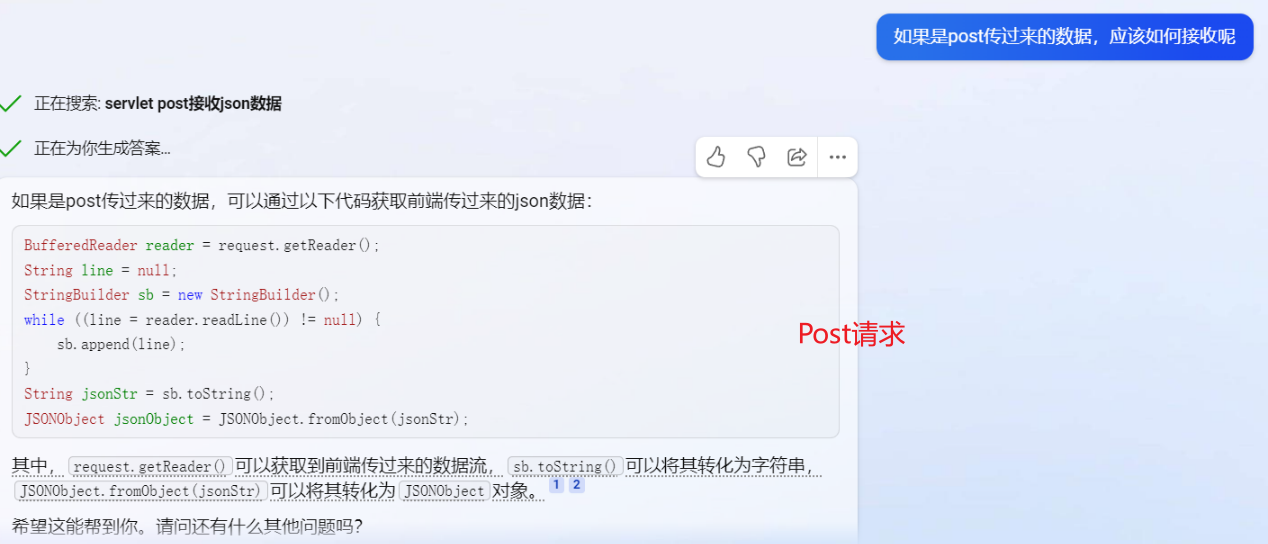 如果是post传过来的数据，应该如何接收呢
正在搜索: servlet post接收json数据
正在为你生成答案...
如果是post传过来的数据，可以通过以下代码获取前端传过来的json数据：
BufferedReader reader = request.getReader();
String line = null;
StringBuilder sb = new StringBuilder();
while ((line = reader.readLine()) != null) {
    sb.append(line);
}
String jsonStr = sb.toString();
JSONObject jsonObject = JSONObject.fromObject(jsonStr);
Post请求
其中，request.getReader()可以获取到前端传过来的数据流，sb.toString()可以将其转化为字符串，
JSONObject.fromObject(jsonStr)可以将其转化为JSONObject对象。1 2
希望这能帮到你。请问还有什么其他问题吗？